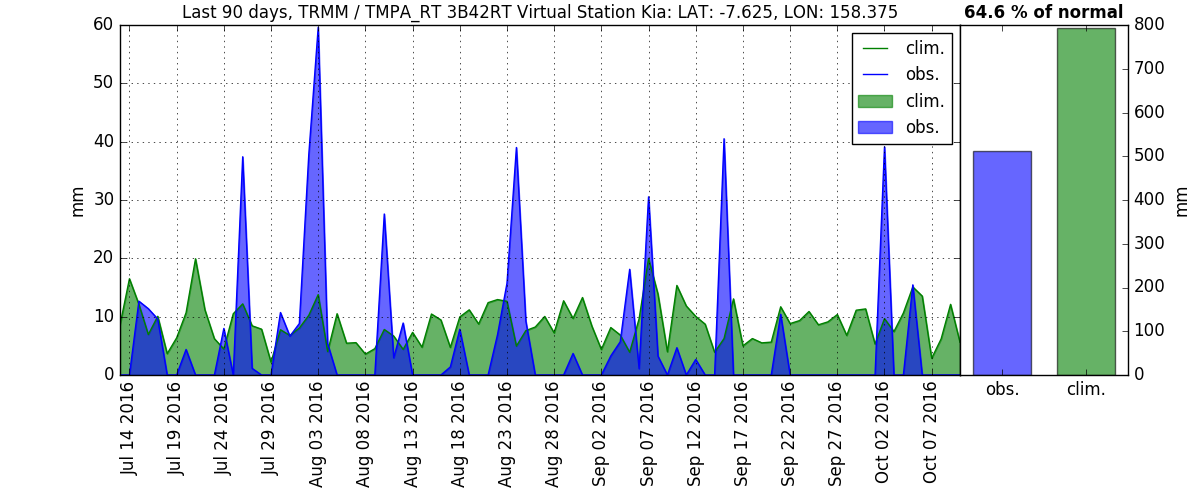 Last 90 days, TRMM / TMPA_RT 3B42RT Virtual Station Kia: LAT: -7.625, LON: 158.375
64.6 % of normal
60
50
40
30
20
10
0
mm
clim.
obs.
clim.
obs.
800
700
600
500
400
300
200
100
0
mm
obs.
clim.
Jul 14 2016
Jul 19 2016
Jul 24 2016
Jul 29 2016
Aug 03 2016
Aug 08 2016
Aug 13 2016
Aug 18 2016
Aug 23 2016
Aug 28 2016
Sep 02 2016
Sep 07 2016
Sep 12 2016
Sep 17 2016
Sep 22 2016
Sep 27 2016
Oct 02 2016
Oct 07 2016